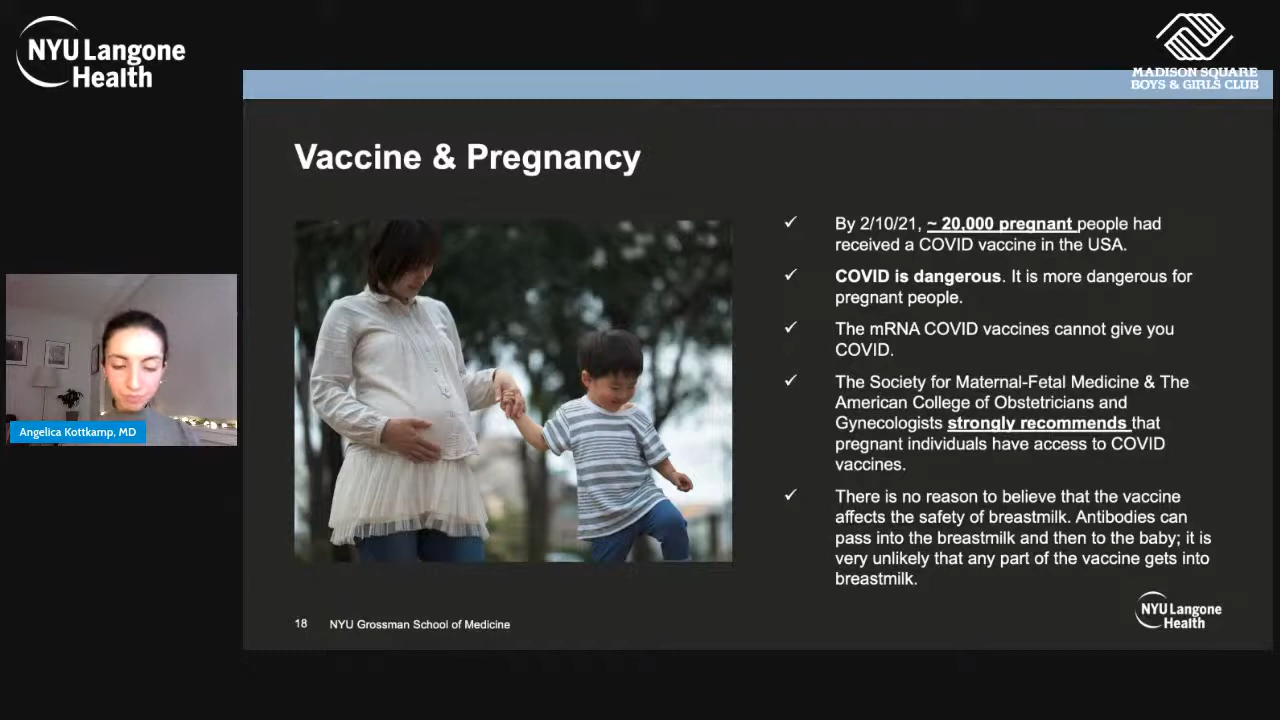 NYU Langone
Health
MADISON SQUARE
BOYS & GIRLS CLUB
Vaccine & Pregnancy
✓ By 2/10/21, ~ 20,000 pregnant people had
received a COVID vaccine in the USA.
✓ COVID is dangerous. It is more dangerous for
pregnant people.
✓ The mRNA COVID vaccines cannot give you
COVID.
✓ The Society for Maternal-Fetal Medicine & The
American College of Obstetricians and
Gynecologists strongly recommends that
pregnant individuals have access to COVID
vaccines.
✓ There is no reason to believe that the vaccine
affects the safety of breastmilk. Antibodies can
pass into the breastmilk and then to the baby; it is
very unlikely that any part of the vaccine gets into
breastmilk.
Angelica Kottkamp, MD
18 NYU Grossman School of Medicine
NYU Langone
Health